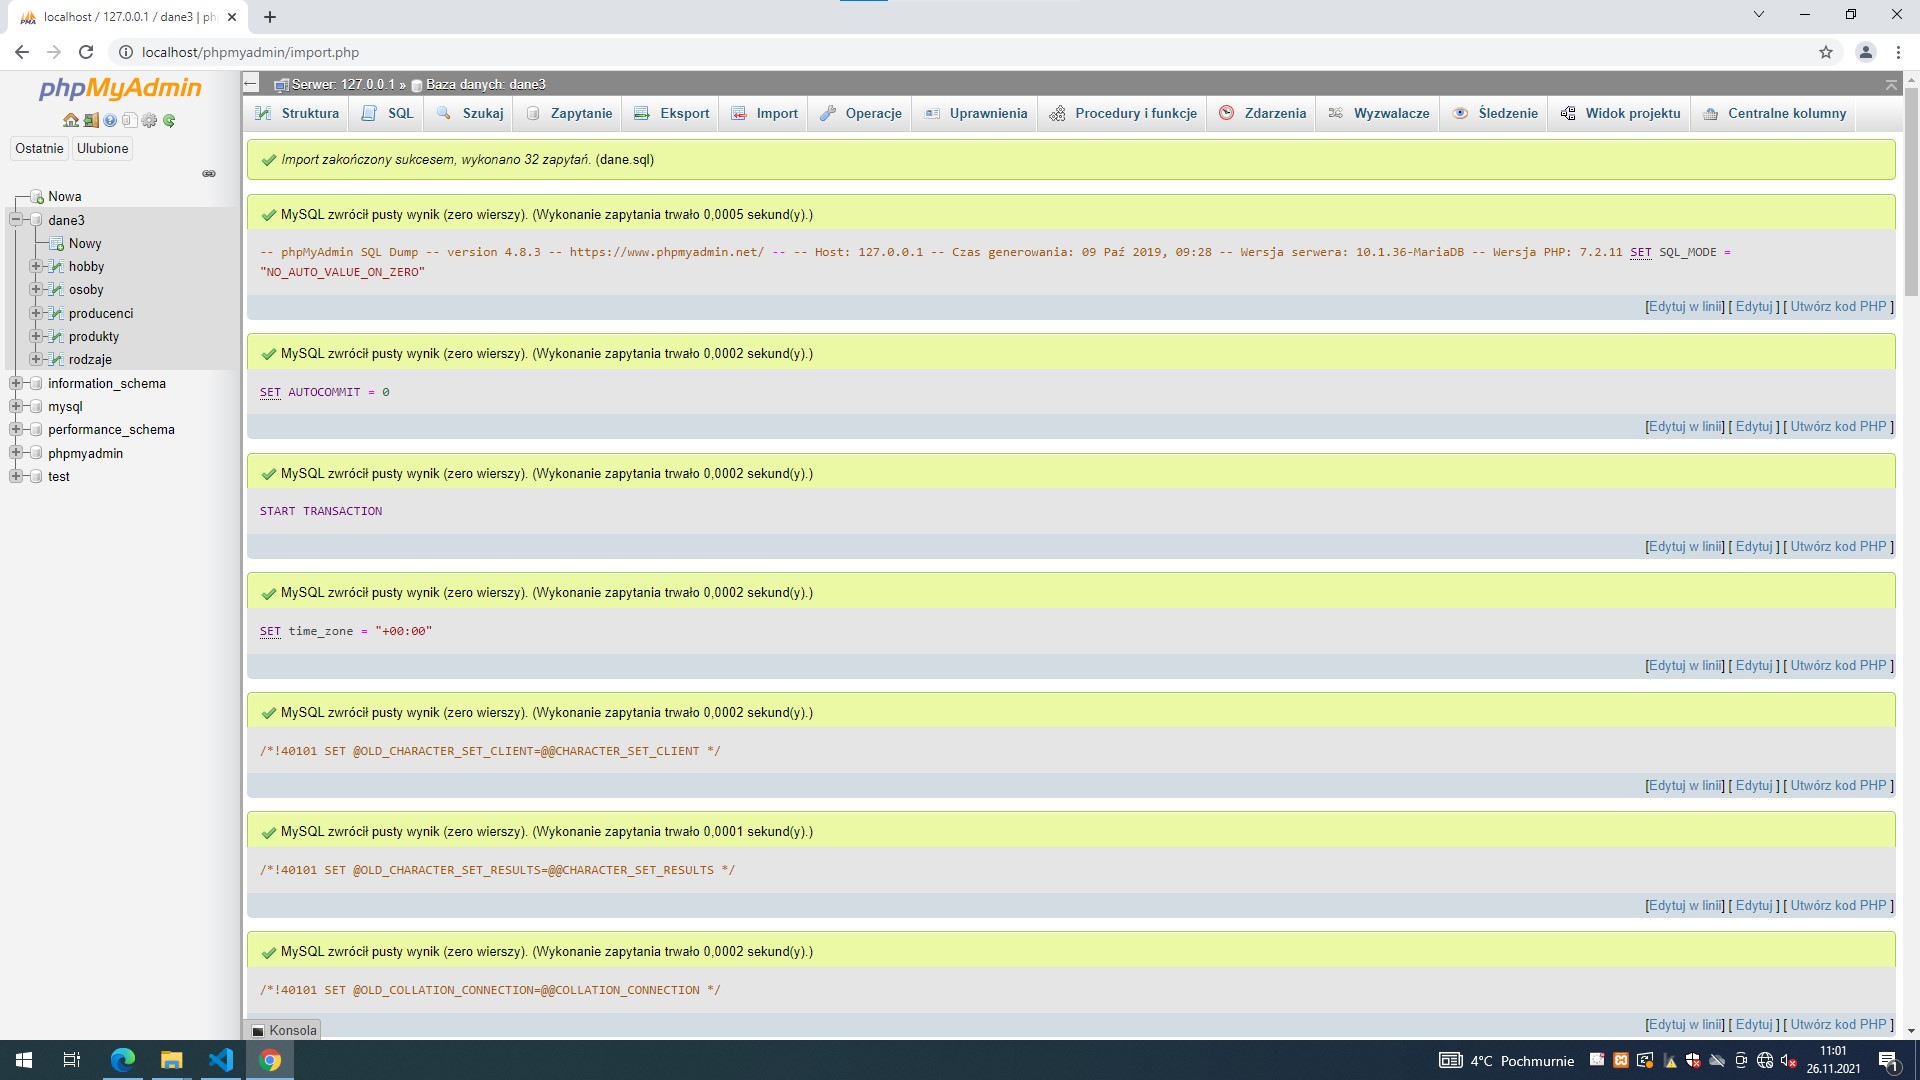 localhost / 127.0.0.1 / dane3 | ph
localhost/phpmyadmin/import.php
phpMyAdmin
Ostatnie Ulubione
Nowa
dane3
Nowy
hobby
osoby
producenci
produkty
rodzaje
information_schema
mysql
performance_schema
phpmyadmin
test
Serwer: 127.0.0.1 » Baza danych: dane3
Struktura SQL Szukaj Zapytanie Eksport Import Operacje Uprawnienia Procedury i funkcje Zdarzenia Wyzwalacze Śledzenie Widok projektu Centralne kolumny
Import zakończony sukcesem, wykonano 32 zapytań. (dane.sql)
MySQL zwrócił pusty wynik (zero wierszy). (Wykonanie zapytania trwało 0,0005 sekund(y).)
-- phpMyAdmin SQL Dump -- version 4.8.3 -- https://www.phpmyadmin.net/ -- -- Host: 127.0.0.1 -- Czas generowania: 09 Paź 2019, 09:28 -- Wersja serwera: 10.1.36-MariaDB -- Wersja PHP: 7.2.11 SET SQL_MODE =
"NO_AUTO_VALUE_ON_ZERO"
[Edytuj w linii] [ Edytuj ] [ Utwórz kod PHP ]
MySQL zwrócił pusty wynik (zero wierszy). (Wykonanie zapytania trwało 0,0002 sekund(y).)
SET AUTOCOMMIT = 0
[Edytuj w linii] [ Edytuj ] [ Utwórz kod PHP ]
MySQL zwrócił pusty wynik (zero wierszy). (Wykonanie zapytania trwało 0,0002 sekund(y).)
START TRANSACTION
[Edytuj w linii] [ Edytuj ] [ Utwórz kod PHP ]
MySQL zwrócił pusty wynik (zero wierszy). (Wykonanie zapytania trwało 0,0002 sekund(y).)
SET time_zone = "+00:00"
[Edytuj w linii] [ Edytuj ] [ Utwórz kod PHP ]
MySQL zwrócił pusty wynik (zero wierszy). (Wykonanie zapytania trwało 0,0002 sekund(y).)
/*!40101 SET @OLD_CHARACTER_SET_CLIENT=@@CHARACTER_SET_CLIENT */
[Edytuj w linii] [ Edytuj ] [ Utwórz kod PHP ]
MySQL zwrócił pusty wynik (zero wierszy). (Wykonanie zapytania trwało 0,0001 sekund(y).)
/*!40101 SET @OLD_CHARACTER_SET_RESULTS=@@CHARACTER_SET_RESULTS */
[Edytuj w linii] [ Edytuj ] [ Utwórz kod PHP ]
MySQL zwrócił pusty wynik (zero wierszy). (Wykonanie zapytania trwało 0,0002 sekund(y).)
/*!40101 SET @OLD_COLLATION_CONNECTION=@@COLLATION_CONNECTION */
[Edytuj w linii] [ Edytuj ] [ Utwórz kod PHP ]
Konsola
4°C Pochmurnie
11:01
26.11.2021
1